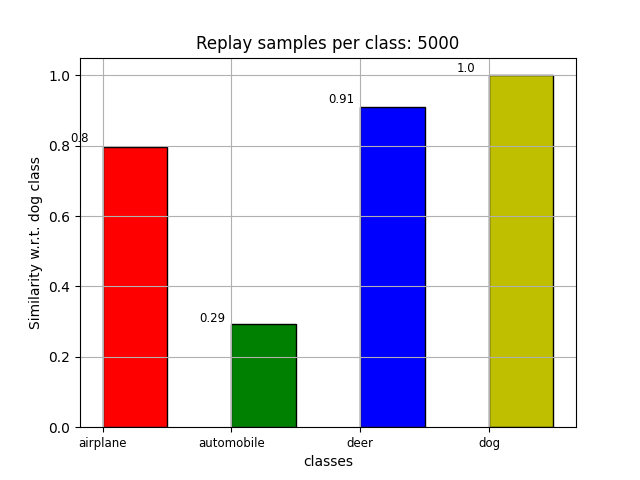 Replay samples per class: 5000
1.0
1.0
0.91
0.8
0.8
0.6
0.4
0.29
0.2
0.0
Similarity w.r.t. dog class
airplane automobile deer dog
classes